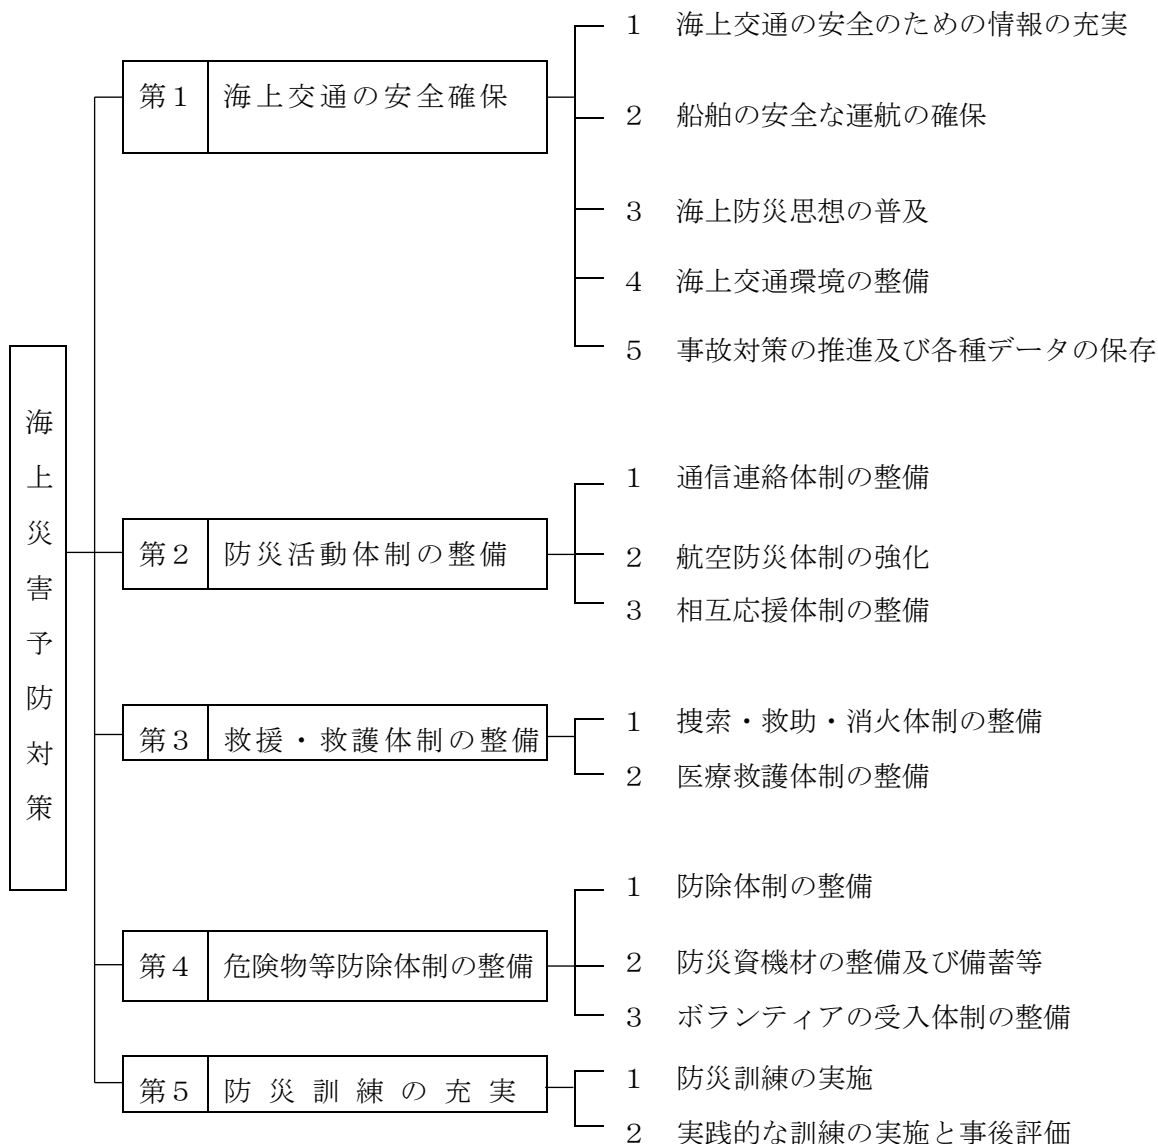 海上災害予防対策
第１ 海上交通の安全確保
１ 海上交通の安全のための情報の充実
２ 船舶の安全な運航の確保
３ 海上防災思想の普及
４ 海上交通環境の整備
５ 事故対策の推進及び各種データの保存
第２ 防災活動体制の整備
１ 通信連絡体制の整備
２ 航空防災体制の強化
３ 相互応援体制の整備
第３ 救援・救護体制の整備
１ 捜索・救助・消火体制の整備
２ 医療救護体制の整備
第４ 危険物等防除体制の整備
１ 防除体制の整備
２ 防災資機材の整備及び備蓄等
３ ボランティアの受入体制の整備
第５ 防災訓練の充実
１ 防災訓練の実施
２ 実践的な訓練の実施と事後評価